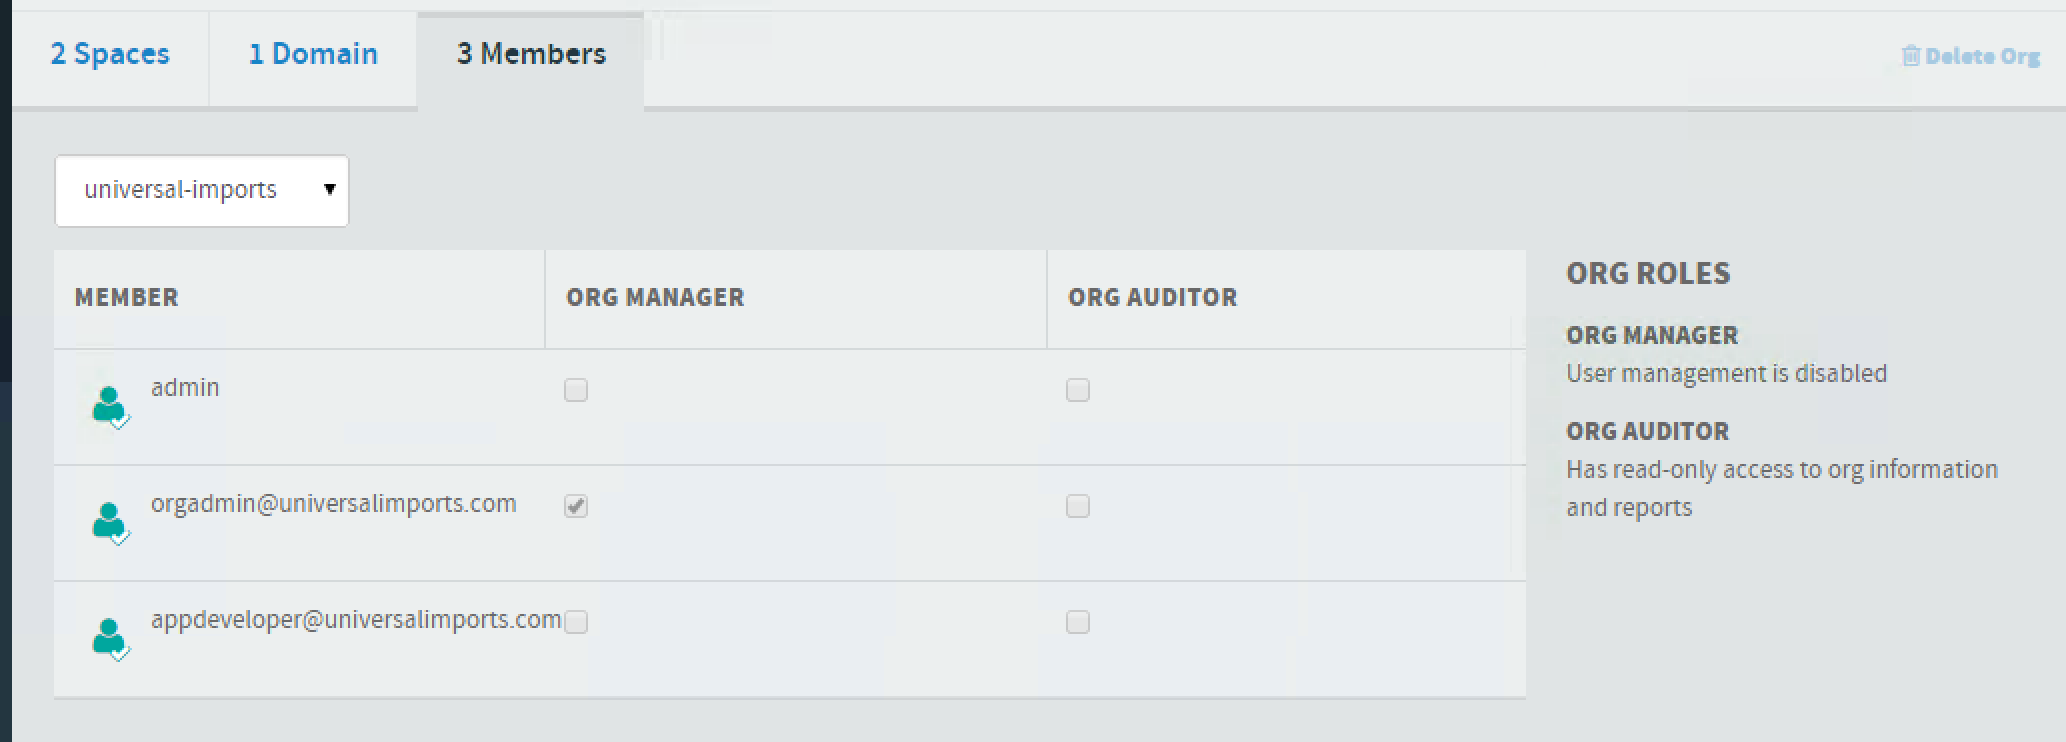 2 Spaces
1 Domain
3 Members
Delete Org
universal-imports
MEMBER
ORG MANAGER
ORG AUDITOR
admin
orgadmin@universalimports.com
appdeveloper@universalimports.com
ORG ROLES
ORG MANAGER
User management is disabled
ORG AUDITOR
Has read-only access to org information
and reports